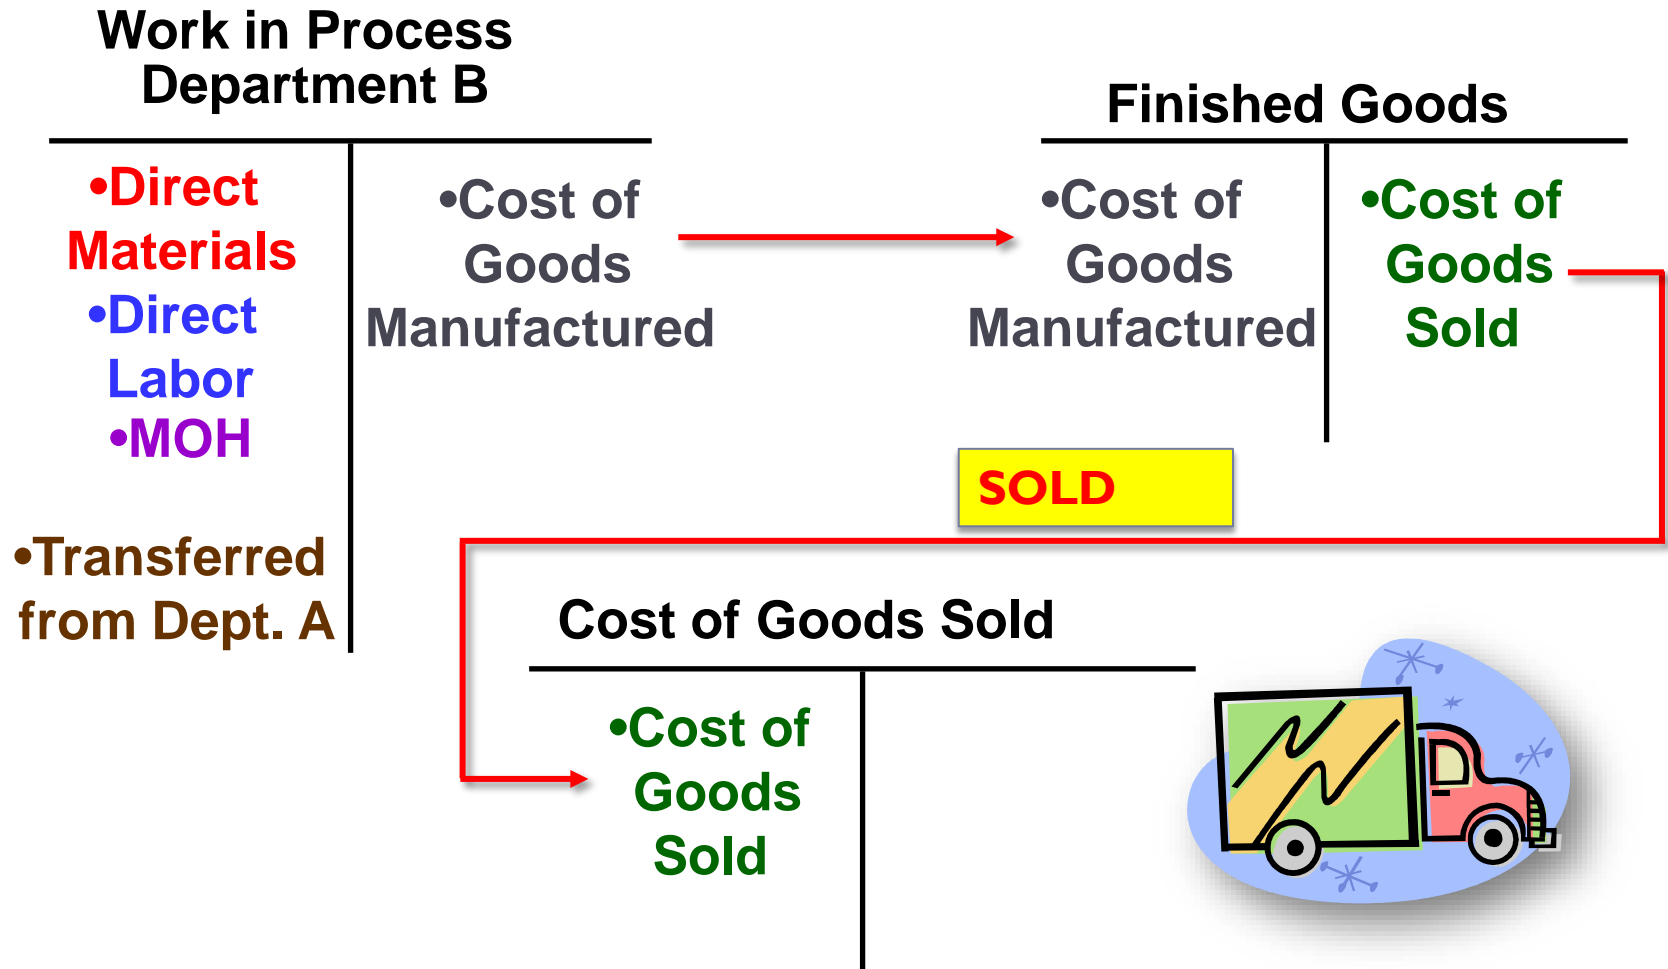 Work in Process
Department B
•Direct
Materials
•Direct
Labor
•MOH
•Transferred
from Dept. A
•Cost of
Goods
Manufactured
Finished Goods
•Cost of
Goods
Manufactured
•Cost of
Goods
Sold
SOLD
Cost of Goods Sold
•Cost of
Goods
Sold